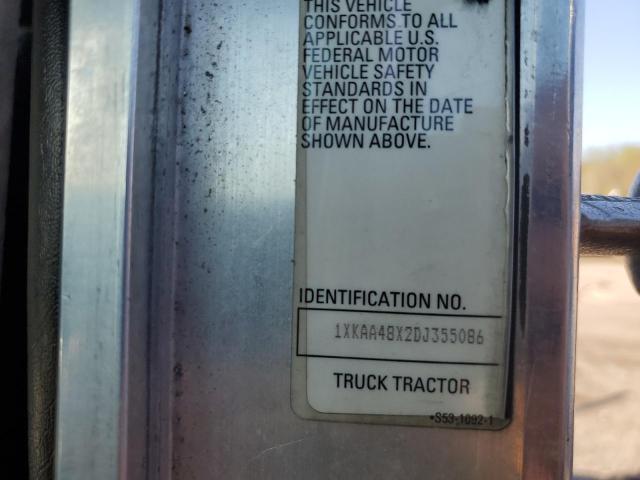 THIS VEHICLE
CONFORMS TO ALL
APPLICABLE U.S.
FEDERAL MOTOR
VEHICLE SAFETY
STANDARDS IN
EFFECT ON THE DATE
OF MANUFACTURE
SHOWN ABOVE.
IDENTIFICATION NO.
1XKAA48X2DJ355086
TRUCK TRACTOR
•S53-1092-1